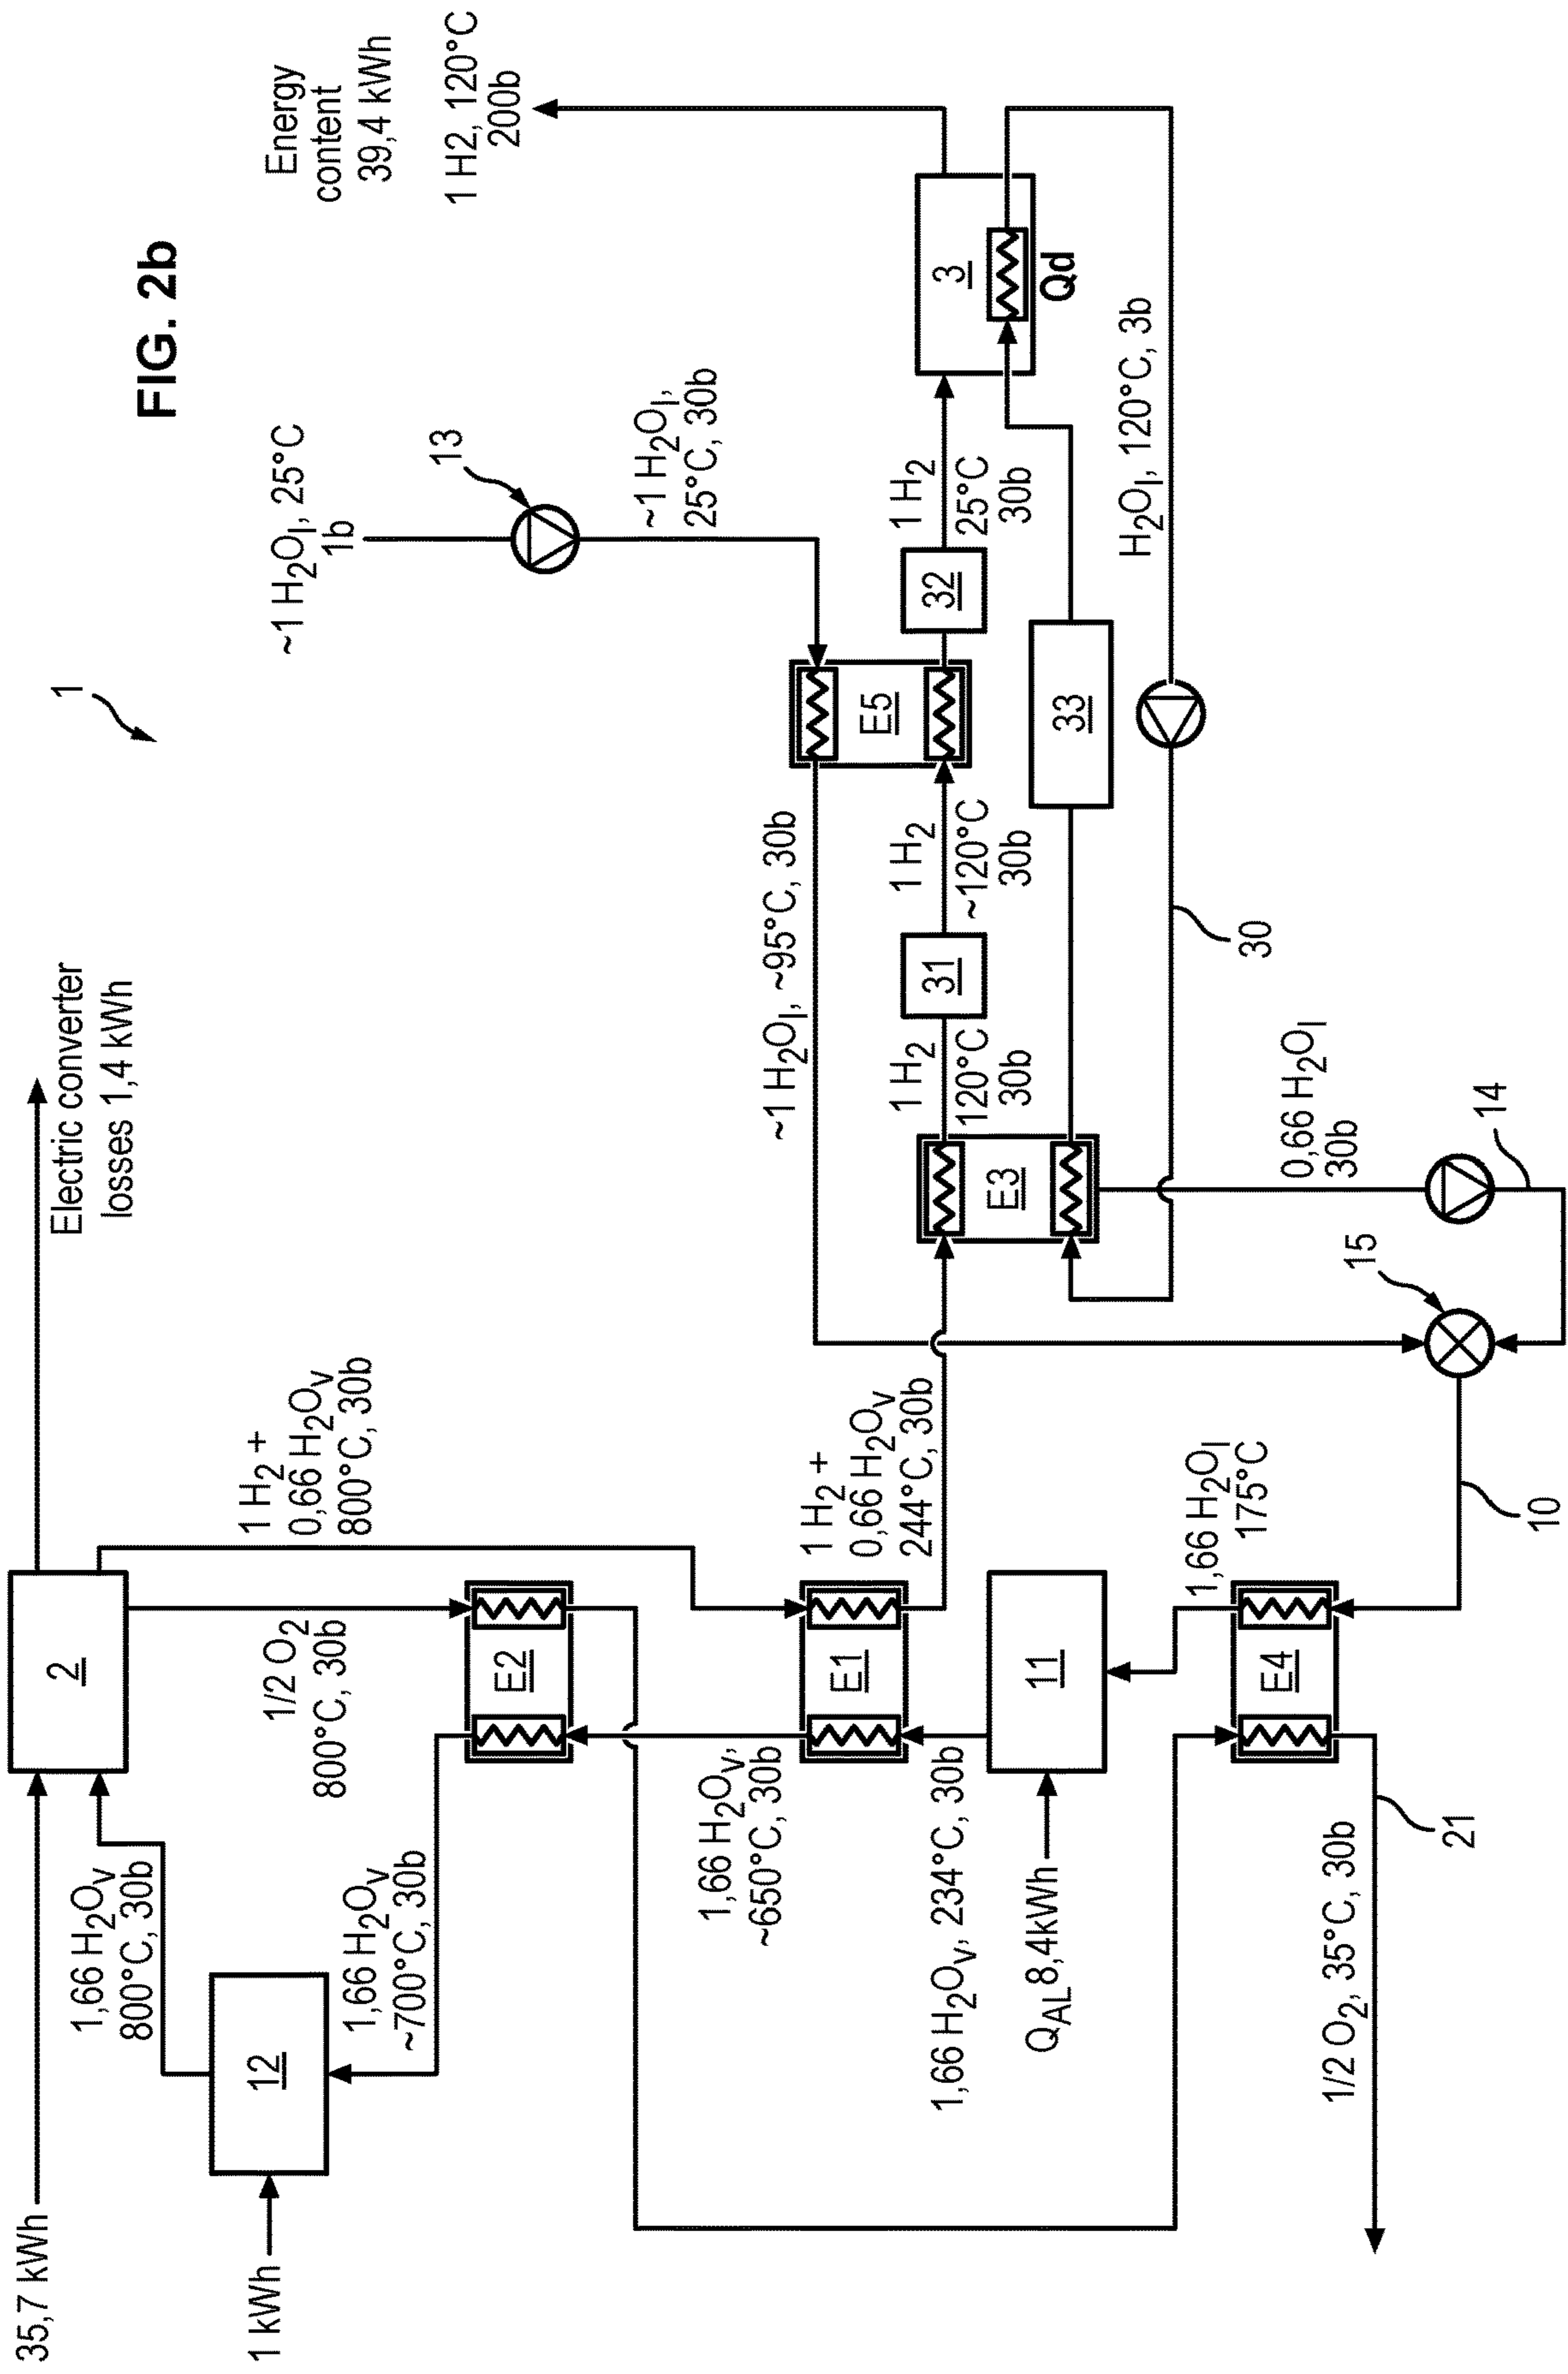 FIG. 2b
1
35,7 kWh
1 kWh
12
1,66 H2Ov
800°C, 30b
1,66 H2Ov
~700°C, 30b
2
Electric converter
losses 1,4 kWh
1/2 O2
800°C, 30b
1 H2 +
0,66 H2Ov
800°C, 30b
E2
1,66 H2Ov,
~650°C, 30b
E1
1 H2 +
0,66 H2Ov
244°C, 30b
1,66 H2Ov, 234°C, 30b
QAL 8,4kWh
11
1,66 H2Ol
175°C
E4
1/2 O2, 35°C, 30b
21
10
15
14
0,66 H2Ol
30b
E3
1 H2
120°C
30b
31
1 H2
~120°C
30b
~1 H2Ol, ~95°C, 30b
E5
32
33
30
13
~1 H2Ol, 25°C
1b
~1 H2Ol,
25°C, 30b
1 H2
25°C
30b
3
Qd
H2Ol, 120°C, 3b
Energy
content
39,4 kWh
1 H2, 120°C
200b